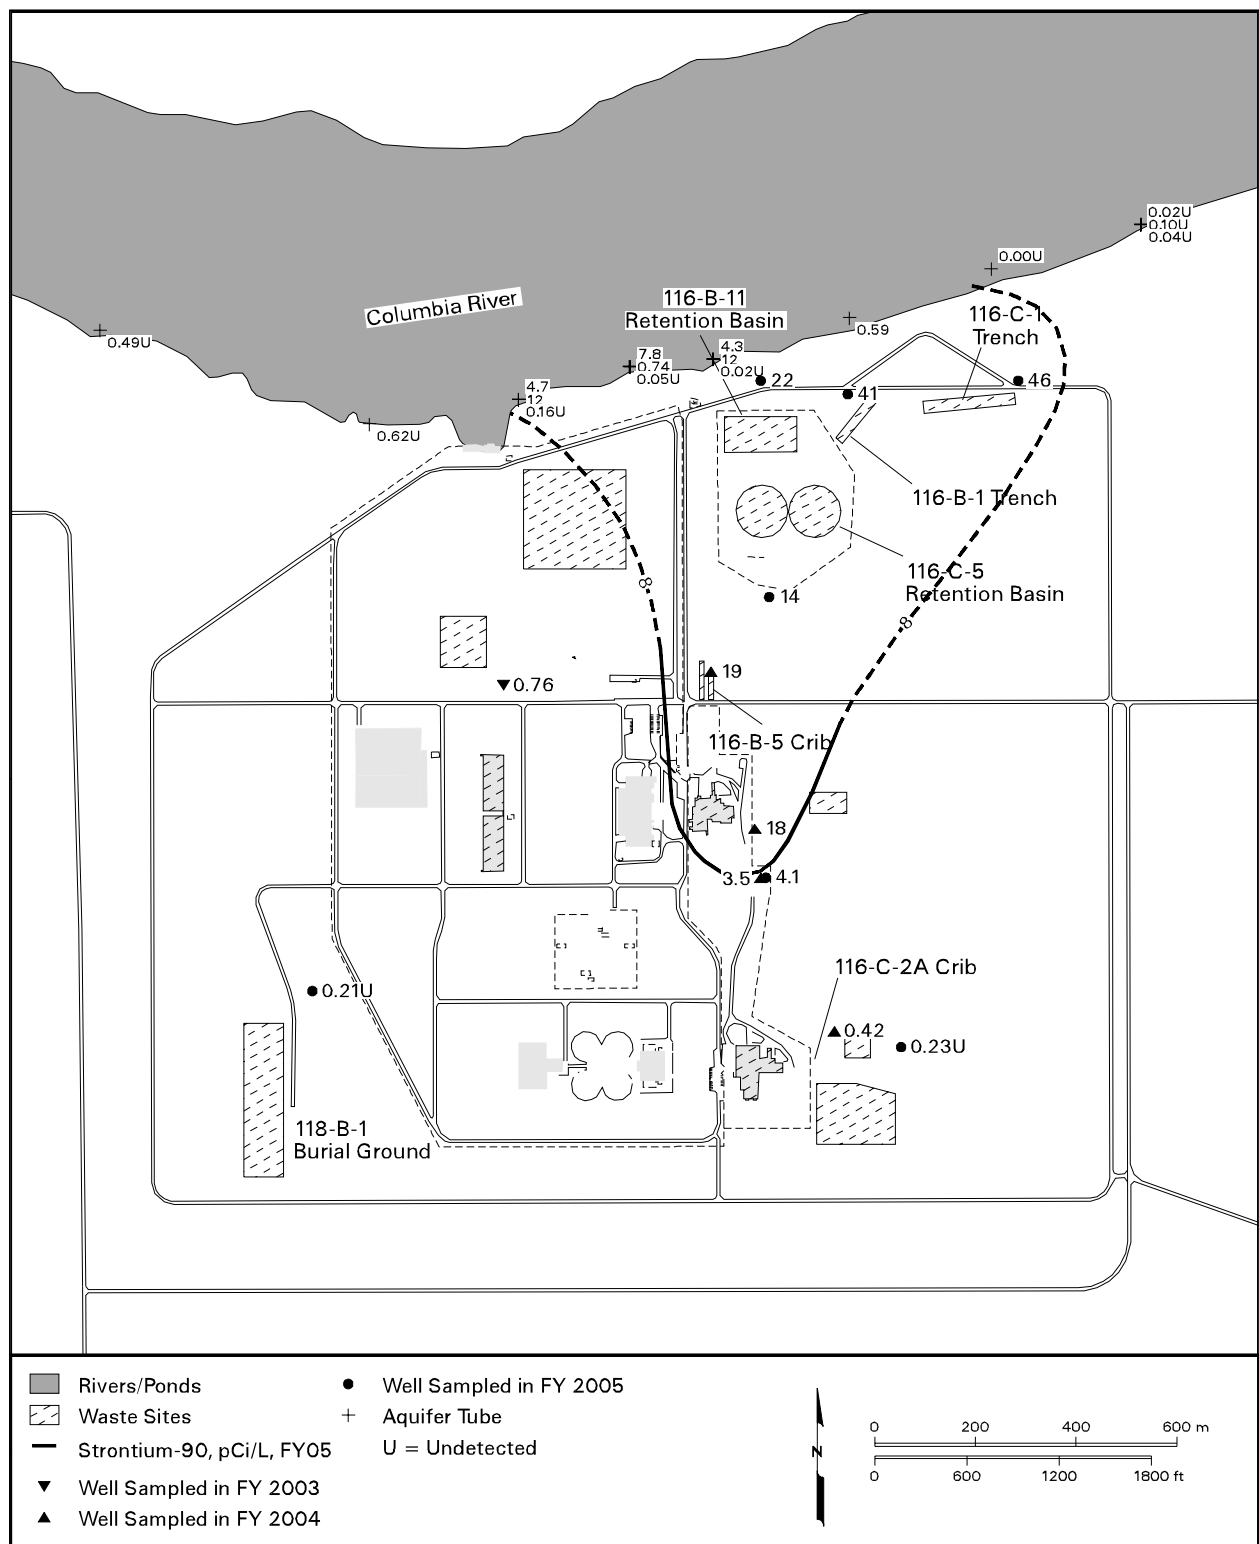 0.02U
0.10U
0.04U
0.00U
Columbia River
116-B-11
Retention Basin
116-C-1
Trench
0.59
0.49U
7.8
0.74
0.05U
4.3
12
0.02U
22
46
41
4.7
12
0.16U
0.62U
116-B-1 Trench
116-C-5
Retention Basin
8
14
8
19
0.76
116-B-5 Crib
18
3.5
4.1
116-C-2A Crib
0.21U
0.42
0.23U
118-B-1
Burial Ground
Rivers/Ponds
Waste Sites
Strontium-90, pCi/L, FY05
Well Sampled in FY 2003
Well Sampled in FY 2004
Well Sampled in FY 2005
Aquifer Tube
U = Undetected
N
0 200 400 600 m
0 600 1200 1800 ft